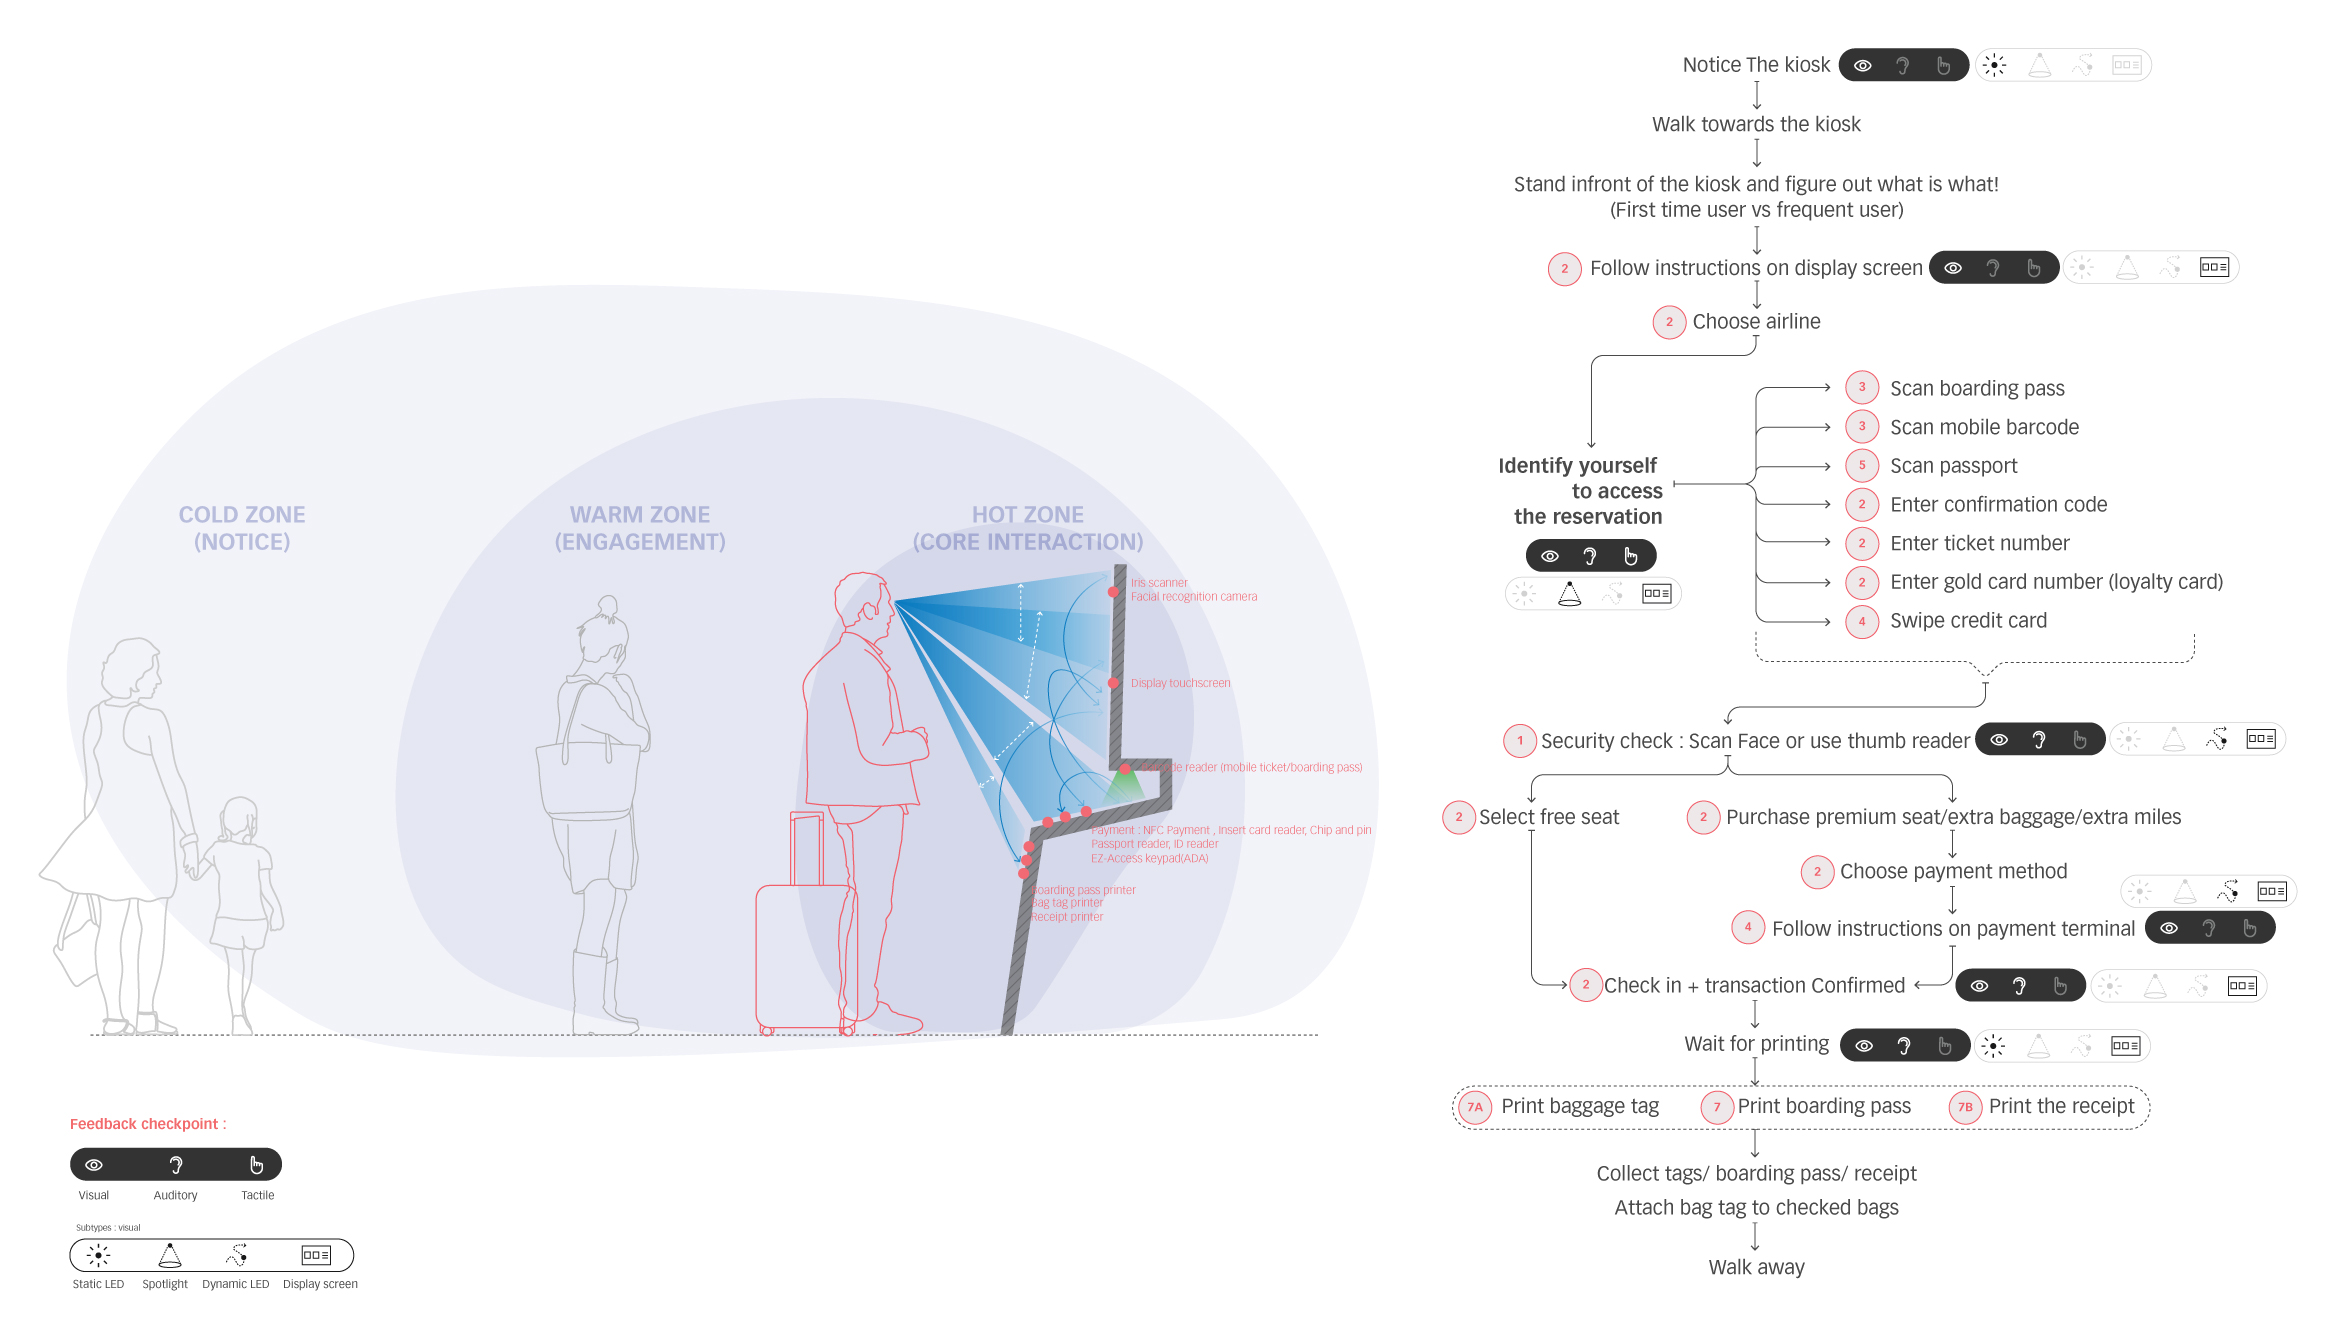 COLD ZONE
(NOTICE)
WARM ZONE
(ENGAGEMENT)
HOT ZONE
(CORE INTERACTION)
Iris scanner
Facial recognition camera
Display touchscreen
reader (mobile ticket/boarding pass)
Payment : NFC Payment , Insert card reader, Chip and pin
Passport reader, ID reader
EZ-Access keypad(ADA)
Boarding pass printer
Bag tag printer
Receipt printer
Feedback checkpoint :
Visual
Auditory
Tactile
Subtypes : visual
Static LED
Spotlight
Dynamic LED
Display screen
Notice The kiosk
Walk towards the kiosk
Stand infront of the kiosk and figure out what is what!
(First time user vs frequent user)
2 Follow instructions on display screen
2 Choose airline
Identify yourself
to access
the reservation
3 Scan boarding pass
3 Scan mobile barcode
5 Scan passport
2 Enter confirmation code
2 Enter ticket number
2 Enter gold card number (loyalty card)
4 Swipe credit card
1 Security check : Scan Face or use thumb reader
2 Select free seat
2 Purchase premium seat/extra baggage/extra miles
2 Choose payment method
4 Follow instructions on payment terminal
2 Check in + transaction Confirmed
Wait for printing
7A Print baggage tag
7 Print boarding pass
7B Print the receipt
Collect tags/ boarding pass/ receipt
Attach bag tag to checked bags
Walk away